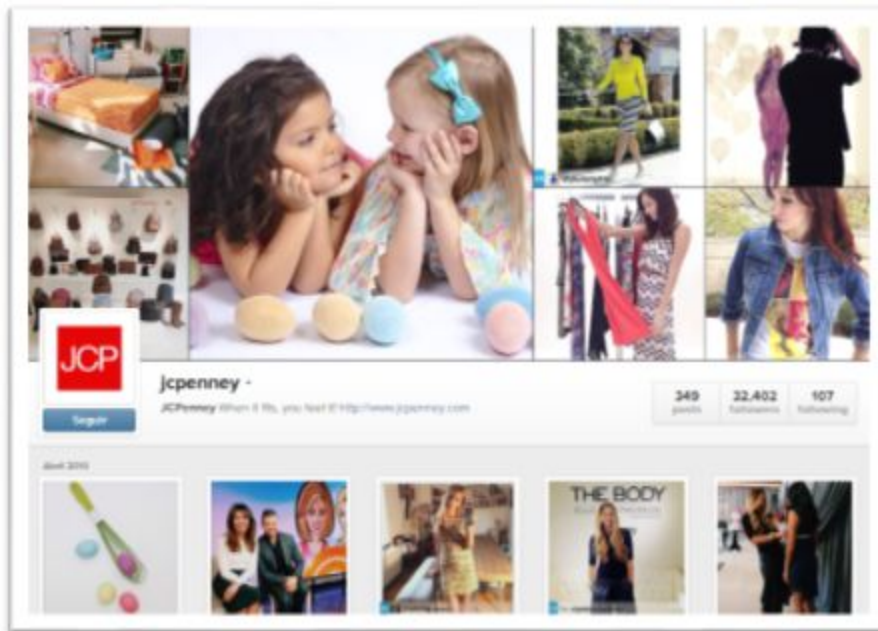 JCP
jcpenney -
JCPenney When it fits, you feel it! http://www.jcpenney.com
Seguir
349 posts
32,402 followers
107 following
Abril
THE BODY